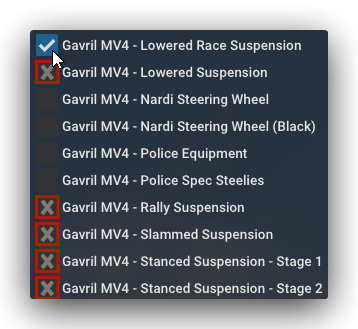 Gavril MV4 - Lowered Race Suspension
Gavril MV4 - Lowered Suspension
Gavril MV4 - Nardi Steering Wheel
Gavril MV4 - Nardi Steering Wheel (Black)
Gavril MV4 - Police Equipment
Gavril MV4 - Police Spec Steelies
Gavril MV4 - Rally Suspension
Gavril MV4 - Slammed Suspension
Gavril MV4 - Stanced Suspension - Stage 1
Gavril MV4 - Stanced Suspension - Stage 2